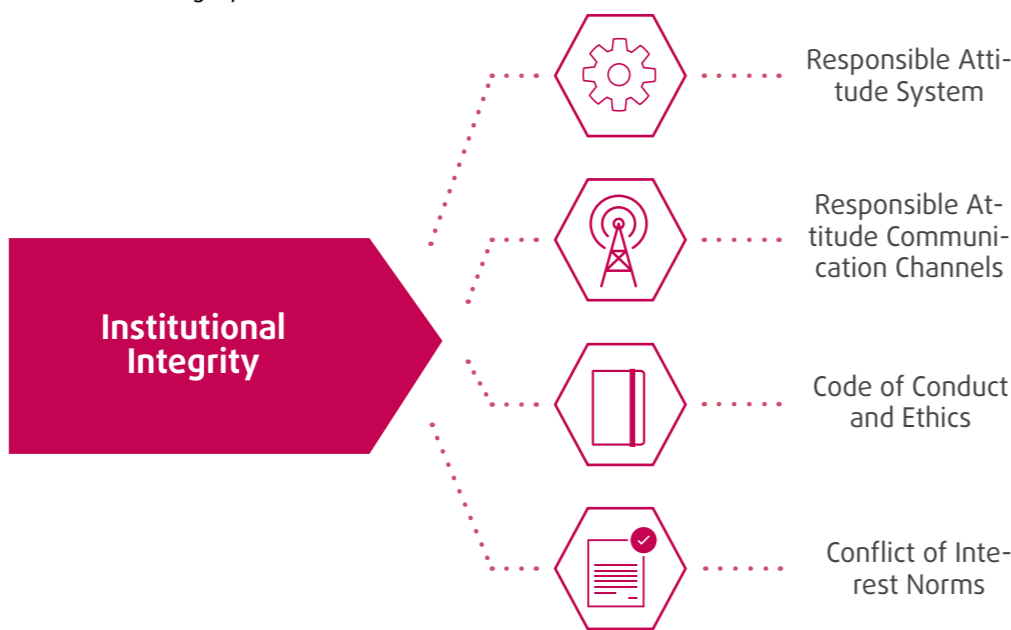 Institutional
Integrity
Responsible Atti-
tude System
Responsible At-
titude Communi-
cation Channels
Code of Conduct
and Ethics
Conflict of Inte-
rest Norms